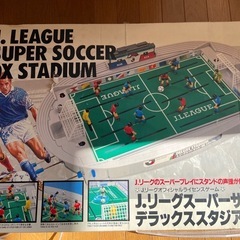 J. LEAGUE
SUPER SOCCER
DX STADIUM
J.LEAGUE
J.リーグのスーパープレイにスタンドの声援が
Jリーグオフィシャルライセンスゲーム
J.リーグスーパーサ
デラックススタジア